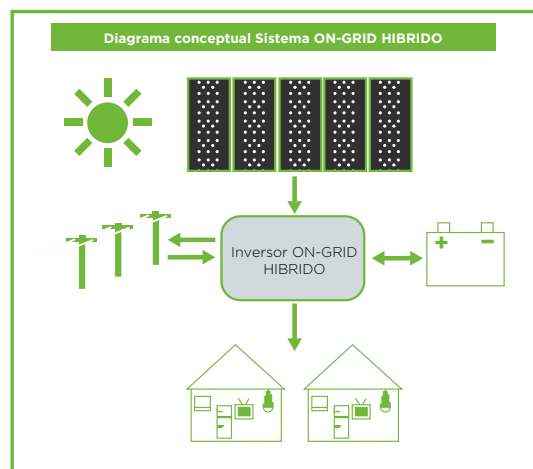 Diagrama conceptual Sistema ON-GRID HIBRIDO
Inversor ON-GRID
HIBRIDO
+ -